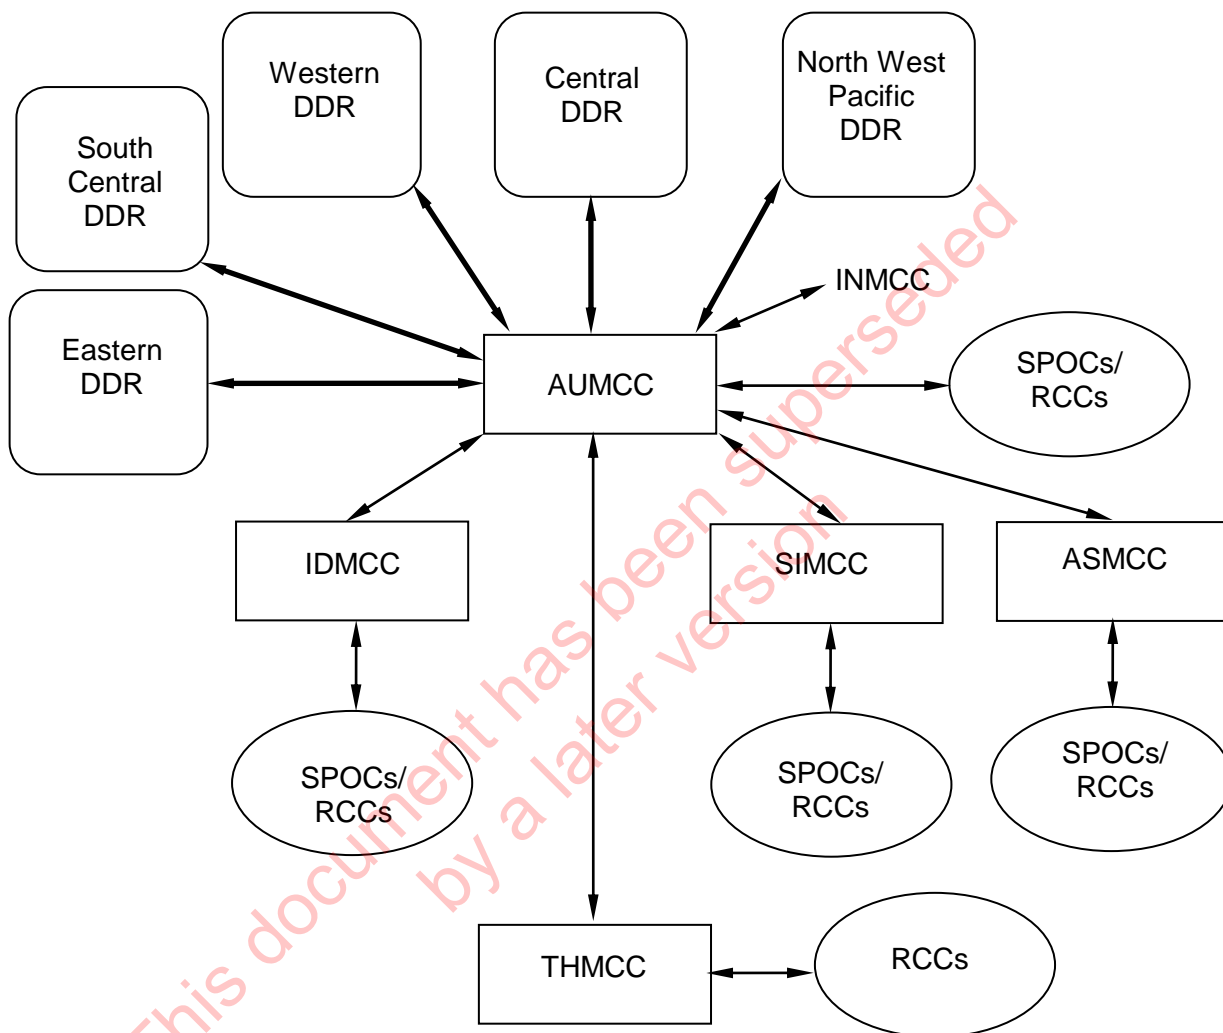 Western
DDR
Central
DDR
North West
Pacific
DDR
South
Central
DDR
INMCC
Eastern
DDR
AUMCC
SPOCs/
RCCs
IDMCC
SIMCC
ASMCC
SPOCs/
RCCs
SPOCs/
RCCs
SPOCs/
RCCs
THMCC
RCCs
This document has been superseded
by a later version